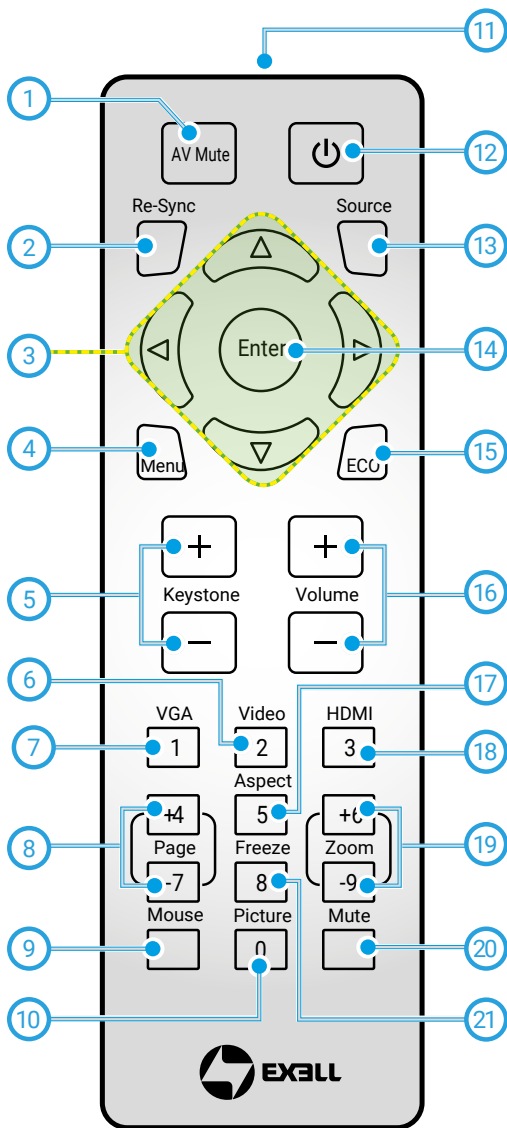 11
1
AV Mute
12
Re-Sync
Source
2
13
3
Enter
14
4
Menu
ECO
15
+
+
5
Keystone
Volume
16
−
−
6
17
VGA
Video
HDMI
7
1
2
3
18
Aspect
+4
5
+6
8
Page
Freeze
Zoom
19
-7
8
-9
Mouse
Picture
Mute
9
0
20
10
21
EXELL